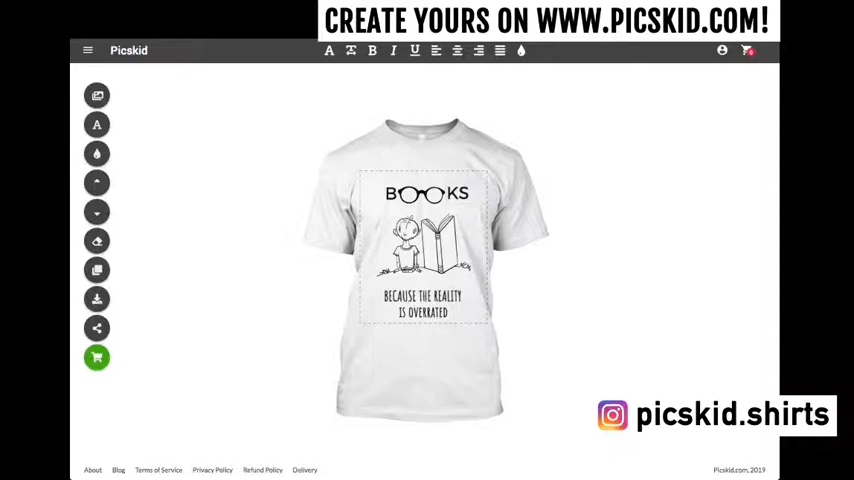 CREATE YOURS ON WWW.PICSKID.COM!
Picskid
BOOKS
BECAUSE THE REALITY
IS OVERRATED
picskid.shirts
About Blog Terms of Service Privacy Policy Refund Policy Delivery Picskid.com, 2019